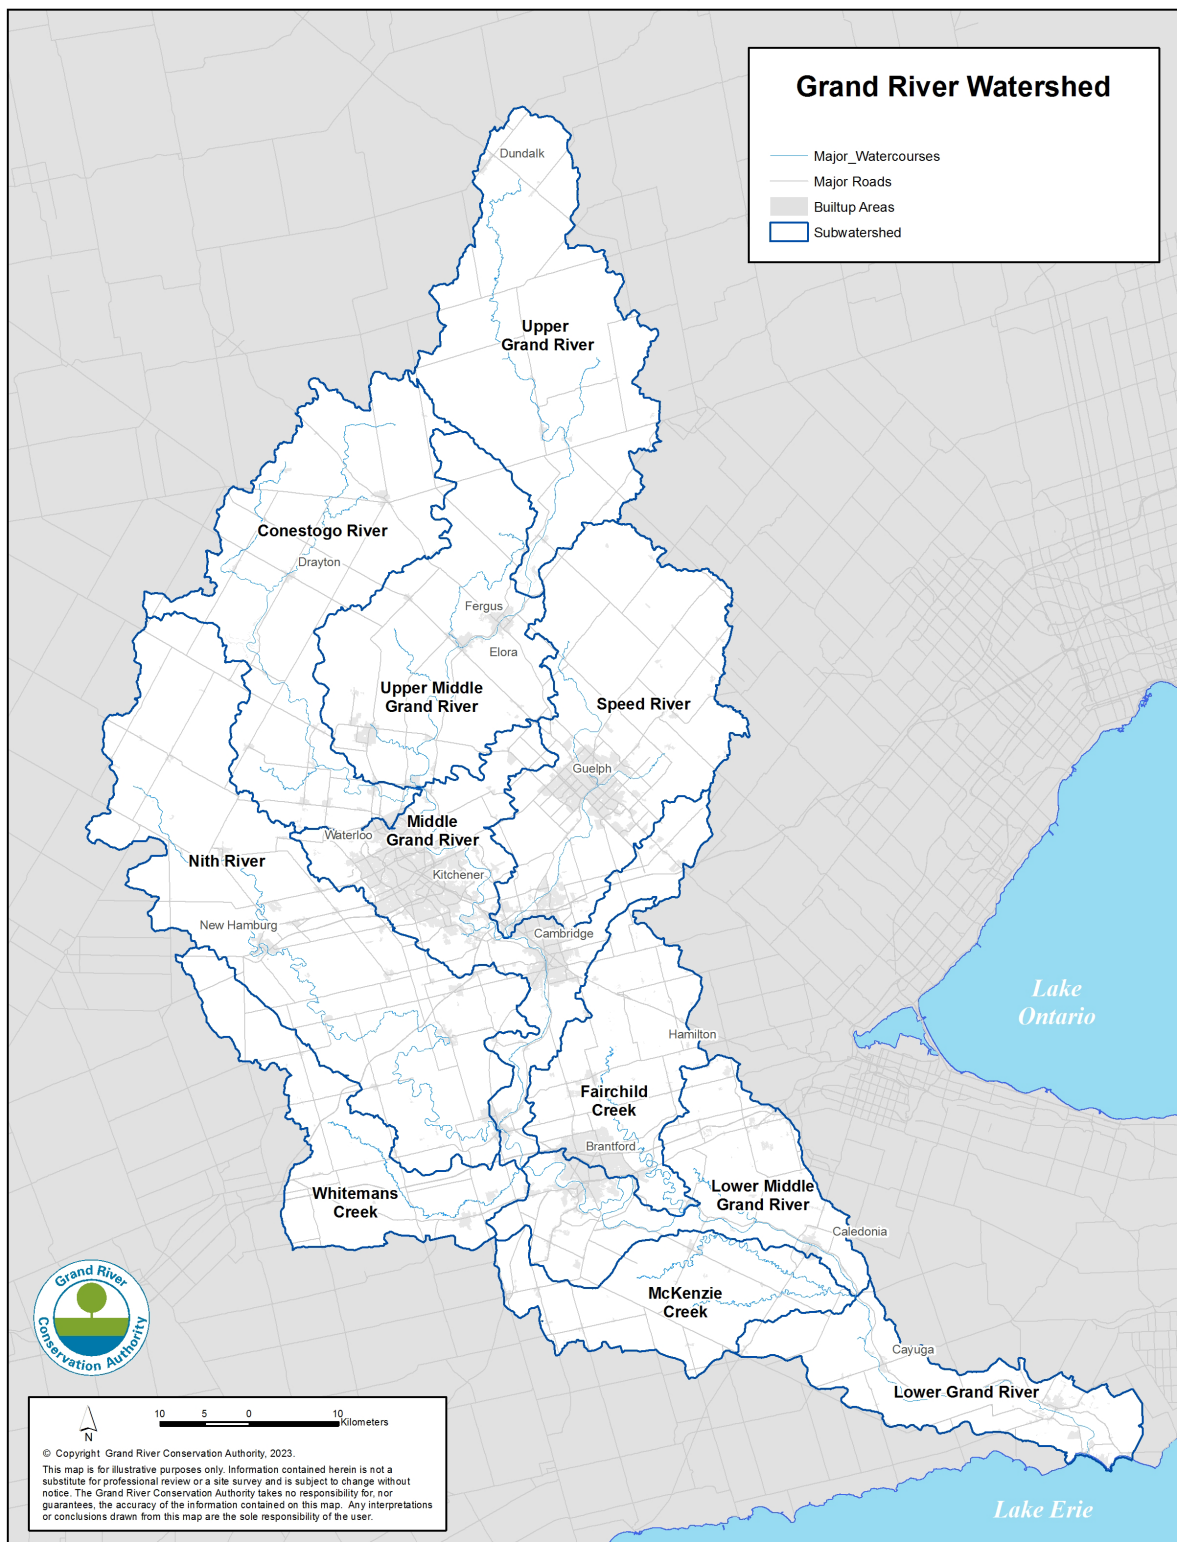 Grand River Watershed
Major_Watercourses
Major Roads
Builtup Areas
Subwatershed
Dundalk
Upper
Grand River
Conestogo River
Drayton
Fergus
Elora
Upper Middle
Grand River
Speed River
Guelph
Middle
Grand River
Waterloo
Nith River
Kitchener
New Hamburg
Cambridge
Lake
Ontario
Hamilton
Fairchild
Creek
Brantford
Whitemans
Creek
Lower Middle
Grand River
Caledonia
McKenzie
Creek
Cayuga
Lower Grand River
Lake Erie
Grand River
Conservation Authority
N
10 5 0 10
Kilometers
© Copyright Grand River Conservation Authority, 2023.
This map is for illustrative purposes only. Information contained herein is not a
substitute for professional review or a site survey and is subject to change without
notice. The Grand River Conservation Authority takes no responsibility for, nor
guarantees, the accuracy of the information contained on this map. Any interpretations
or conclusions drawn from this map are the sole responsibility of the user.